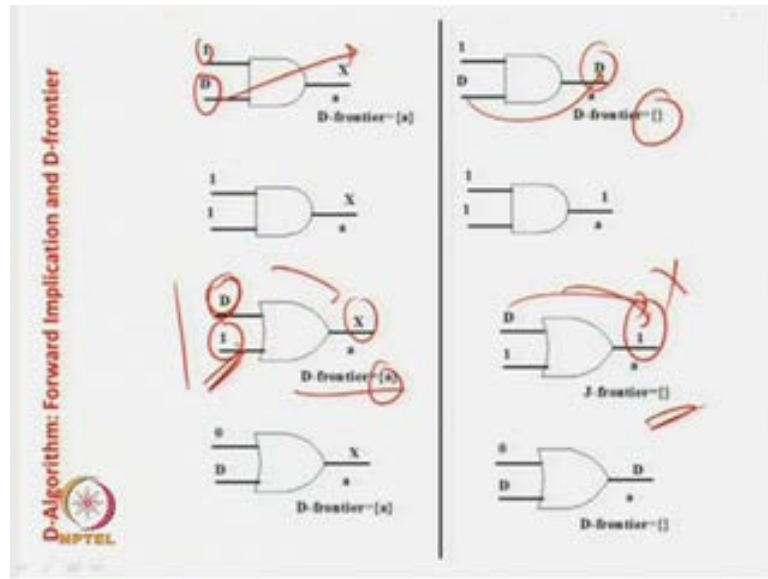 D-Algorithm: Forward Implication and D-frontier
1
D
X
a
D-frontier={a}
1
1
X
a
D
1
X
a
D-frontier={a}
0
D
X
a
D-frontier={a}
1
D
D
a
D-frontier={}
1
1
1
a
D
1
1
a
J-frontier={}
0
D
D
a
D-frontier={}
NPTEL